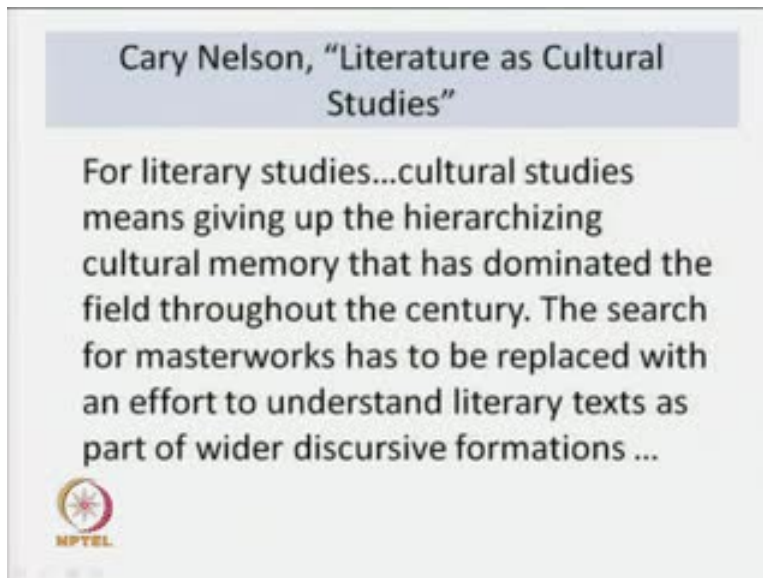 Cary Nelson, “Literature as Cultural
Studies”
For literary studies...cultural studies
means giving up the hierarchizing
cultural memory that has dominated the
field throughout the century. The search
for masterworks has to be replaced with
an effort to understand literary texts as
part of wider discursive formations ...
NPTEL